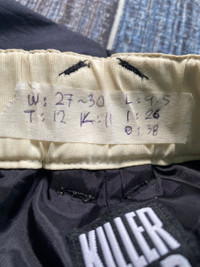 W: 27~30 L: 9.5
T: 12 K: 11 I: 26
O: 38
KILLER